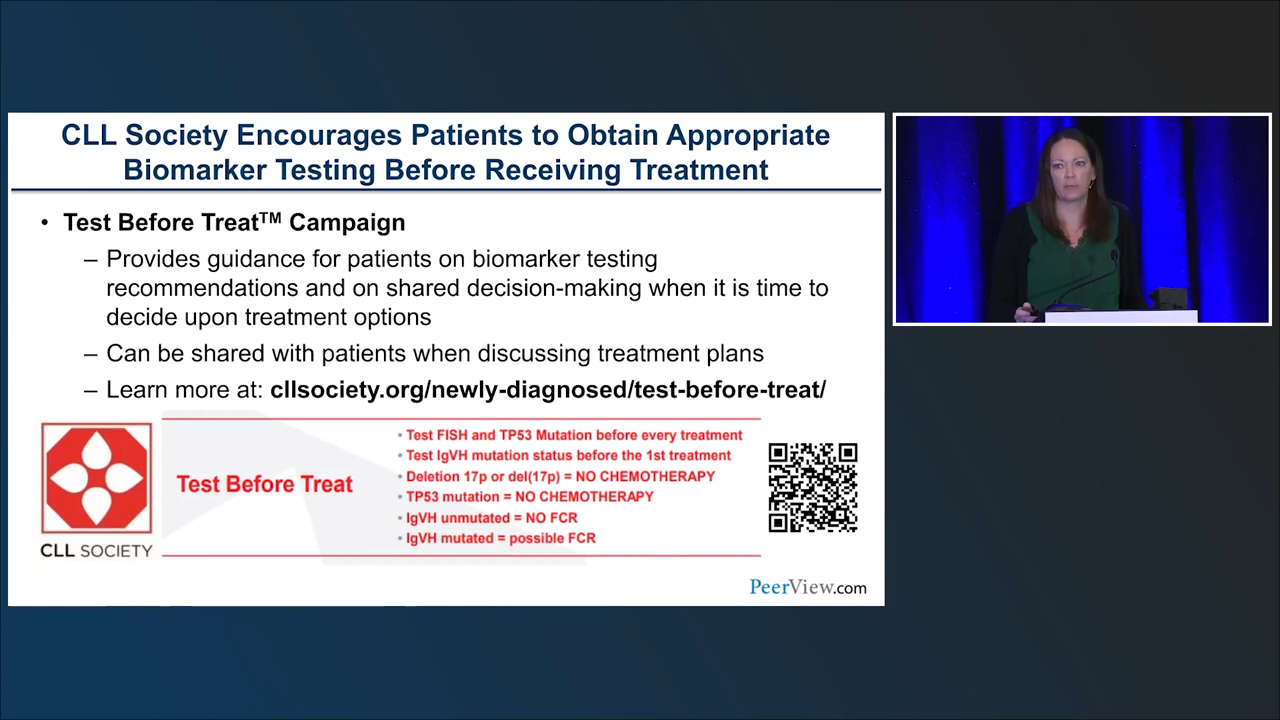 CLL Society Encourages Patients to Obtain Appropriate
Biomarker Testing Before Receiving Treatment
• Test Before Treat™ Campaign
– Provides guidance for patients on biomarker testing
recommendations and on shared decision-making when it is time to
decide upon treatment options
– Can be shared with patients when discussing treatment plans
– Learn more at: cllsociety.org/newly-diagnosed/test-before-treat/
CLL SOCIETY
Test Before Treat
• Test FISH and TP53 Mutation before every treatment
• Test IgVH mutation status before the 1st treatment
• Deletion 17p or del(17p) = NO CHEMOTHERAPY
• TP53 mutation = NO CHEMOTHERAPY
• IgVH unmutated = NO FCR
• IgVH mutated = possible FCR
PeerView.com